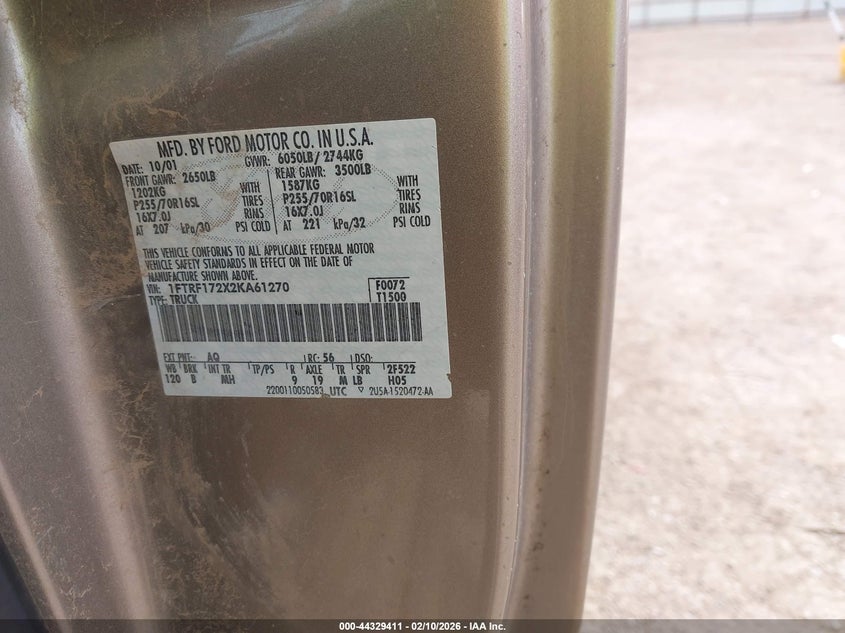 MFD. BY FORD MOTOR CO. IN U.S.A.
DATE: 10/01 GVWR: 6050LB/ 2744KG
FRONT GAWR: 2650LB REAR GAWR: 3500LB
1202KG WITH 1587KG WITH
P255/70R16SL TIRES P255/70R16SL TIRES
16X7.0J RIMS 16X7.0J RIMS
AT 207 kPa/30 PSI COLD AT 221 kPa/32 PSI COLD
THIS VEHICLE CONFORMS TO ALL APPLICABLE FEDERAL MOTOR
VEHICLE SAFETY STANDARDS IN EFFECT ON THE DATE OF
MANUFACTURE SHOWN ABOVE.
VIN: 1FTRF172X2KA61270 F0072
TYPE: TRUCK T1500
EXT PNT: AQ RC: 56 DSO:
WB BRK INT TR TP/PS R AXLE TR SPR 2F522
120 B MH 9 19 M LB H05
2200110050583 UTC ▽ 2U5A-1520472-AA
000-44329411 - 02/10/2026 - IAA Inc.